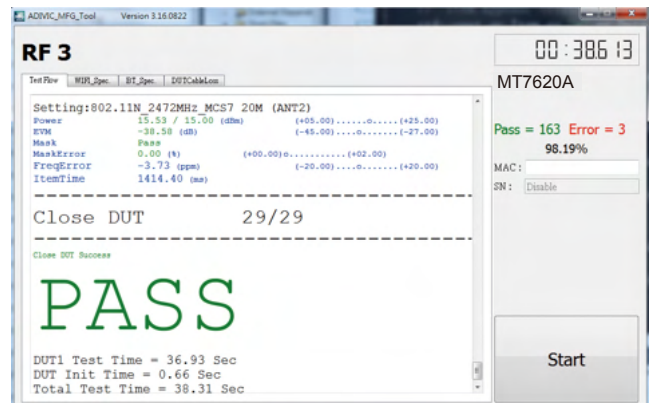 ADIVIC_MFG_Tool Version 3.16.0822
RF 3
00:38.613
Test Flow WIFI_Spec BT_Spec DUTCableLoss
MT7620A
Setting:802.11N_2472MHz_MCS7 20M (ANT2)
Power 15.53 / 15.00 (dBm) (+05.00).....o.....(+25.00)
EVM -38.58 (dB) (-45.00)....o.......(-27.00)
Mask Pass
MaskError 0.00 (%) (+00.00)o...........(+02.00)
FreqError -3.73 (ppm) (-20.00)....o......(+20.00)
ItemTime 1414.40 (ms)
Pass = 163 Error = 3
98.19%
MAC :
SN : Disable
Close DUT 29/29
Close DUT Success
PASS
DUT1 Test Time = 36.93 Sec
DUT Init Time = 0.66 Sec
Total Test Time = 38.31 Sec
Start